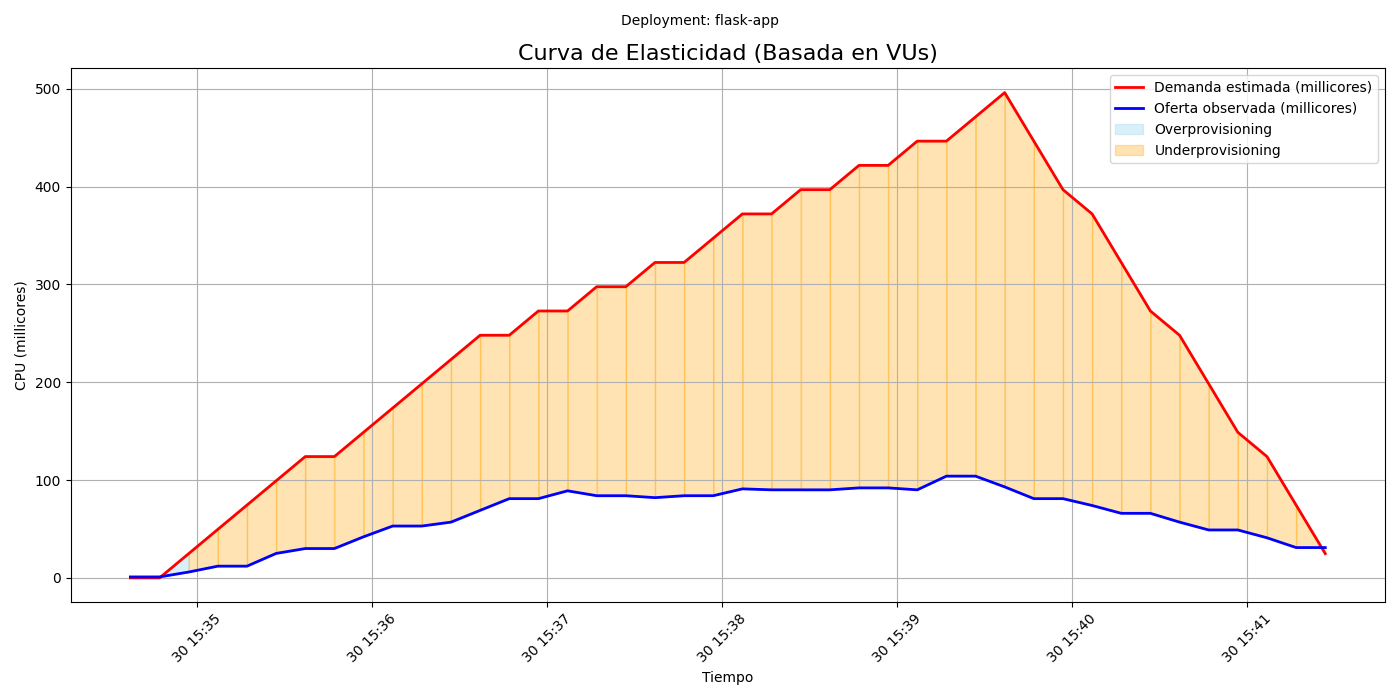 Deployment: flask-app
Curva de Elasticidad (Basada en VUs)
Demanda estimada (millicores)
Oferta observada (millicores)
Overprovisioning
Underprovisioning
CPU (millicores)
500
400
300
200
100
0
30 15:35
30 15:36
30 15:37
30 15:38
30 15:39
30 15:40
30 15:41
Tiempo